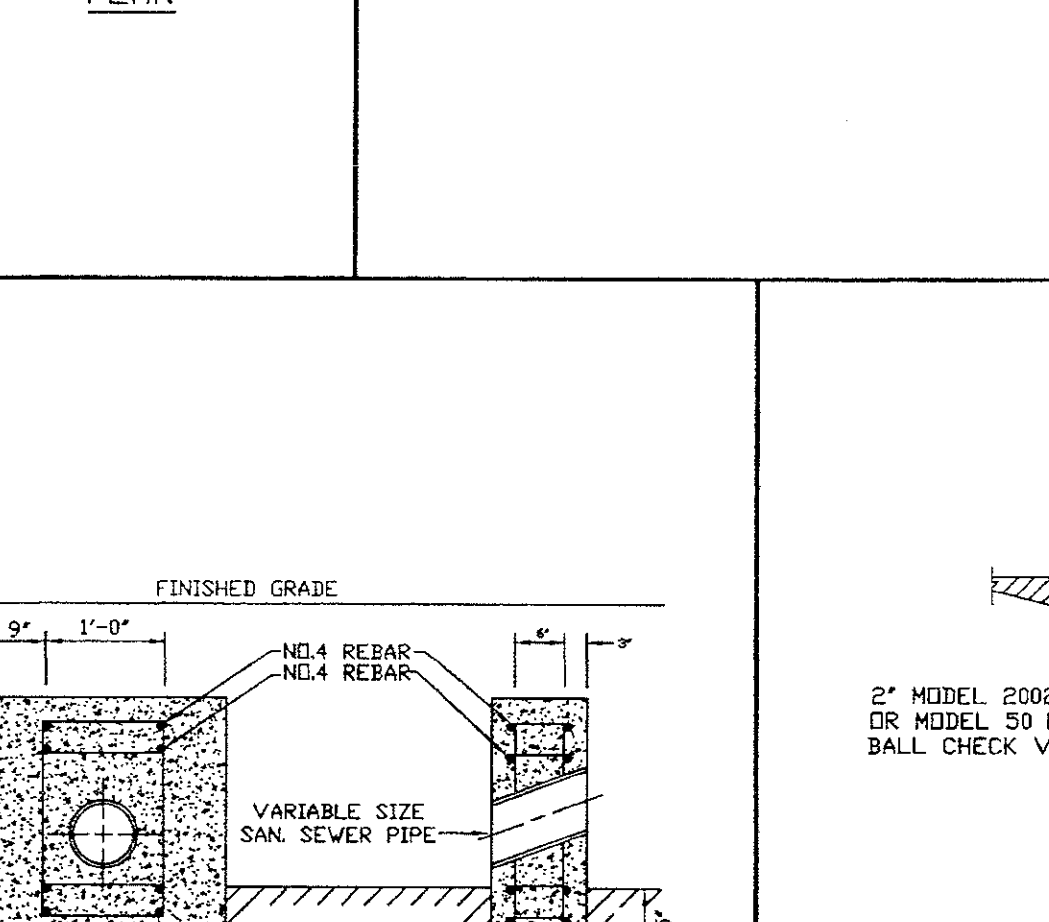 FINISHED GRADE
9" 1'-0" 6" 3"
NO.4 REBAR
NO.4 REBAR
2" MODEL 2002
OR MODEL 50
BALL CHECK V
VARIABLE SIZE
SAN. SEWER PIPE